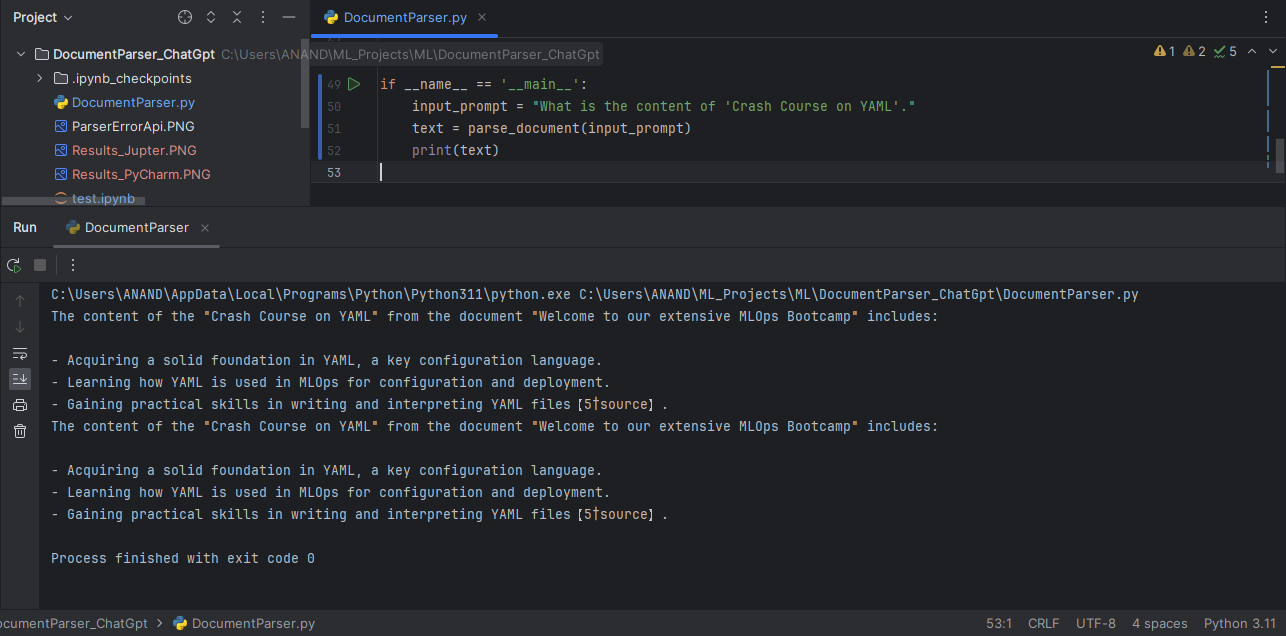 Project
DocumentParser.py
DocumentParser_ChatGpt C:\Users\ANAND\ML_Projects\ML\DocumentParser_ChatGpt
.ipynb_checkpoints
DocumentParser.py
ParserErrorApi.PNG
Results_Jupter.PNG
Results_PyCharm.PNG
test.ipynb
1 2 5
49 if __name__ == '__main__':
50 input_prompt = "What is the content of 'Crash Course on YAML'."
51 text = parse_document(input_prompt)
52 print(text)
53
Run DocumentParser
C:\Users\ANAND\AppData\Local\Programs\Python\Python311\python.exe C:\Users\ANAND\ML_Projects\ML\DocumentParser_ChatGpt\DocumentParser.py
The content of the "Crash Course on YAML" from the document "Welcome to our extensive MLOps Bootcamp" includes:
- Acquiring a solid foundation in YAML, a key configuration language.
- Learning how YAML is used in MLOps for configuration and deployment.
- Gaining practical skills in writing and interpreting YAML files【5†source】.
The content of the "Crash Course on YAML" from the document "Welcome to our extensive MLOps Bootcamp" includes:
- Acquiring a solid foundation in YAML, a key configuration language.
- Learning how YAML is used in MLOps for configuration and deployment.
- Gaining practical skills in writing and interpreting YAML files【5†source】.
Process finished with exit code 0
ocumentParser_ChatGpt > DocumentParser.py 53:1 CRLF UTF-8 4 spaces Python 3.11